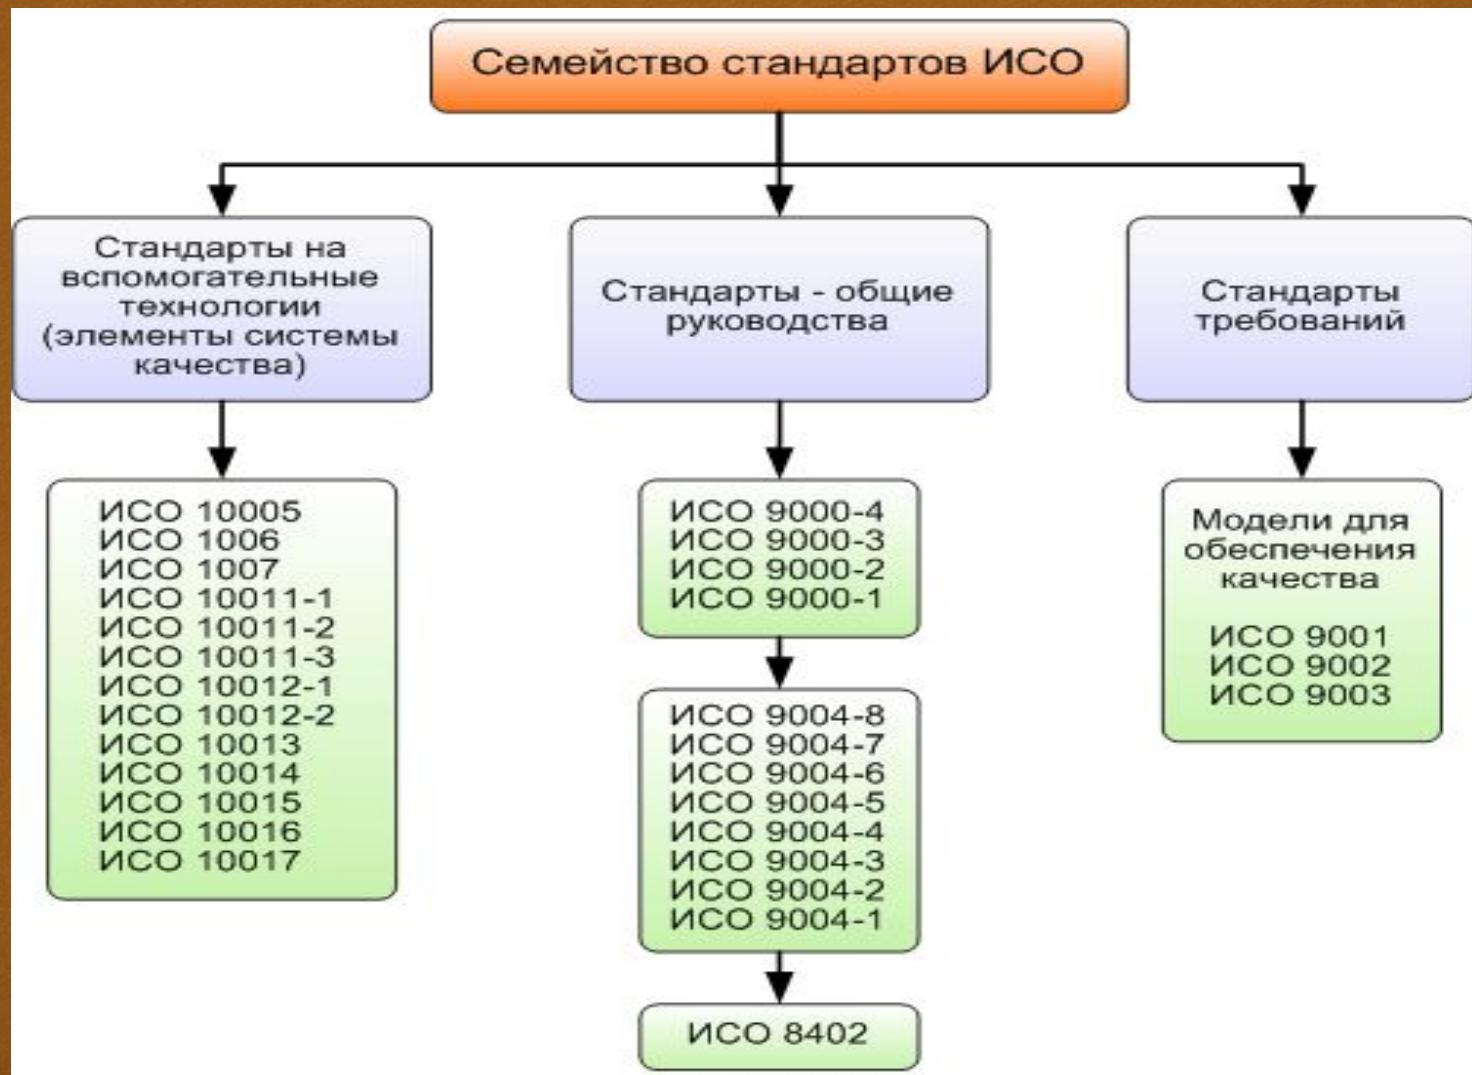 Семейство стандартов ИСО
Стандарты на
вспомогательные
технологии
(элементы системы
качества)
Стандарты - общие
руководства
Стандарты
требований
ИСО 10005
ИСО 1006
ИСО 1007
ИСО 10011-1
ИСО 10011-2
ИСО 10011-3
ИСО 10012-1
ИСО 10012-2
ИСО 10013
ИСО 10014
ИСО 10015
ИСО 10016
ИСО 10017
ИСО 9000-4
ИСО 9000-3
ИСО 9000-2
ИСО 9000-1
ИСО 9004-8
ИСО 9004-7
ИСО 9004-6
ИСО 9004-5
ИСО 9004-4
ИСО 9004-3
ИСО 9004-2
ИСО 9004-1
ИСО 8402
Модели для
обеспечения
качества
ИСО 9001
ИСО 9002
ИСО 9003